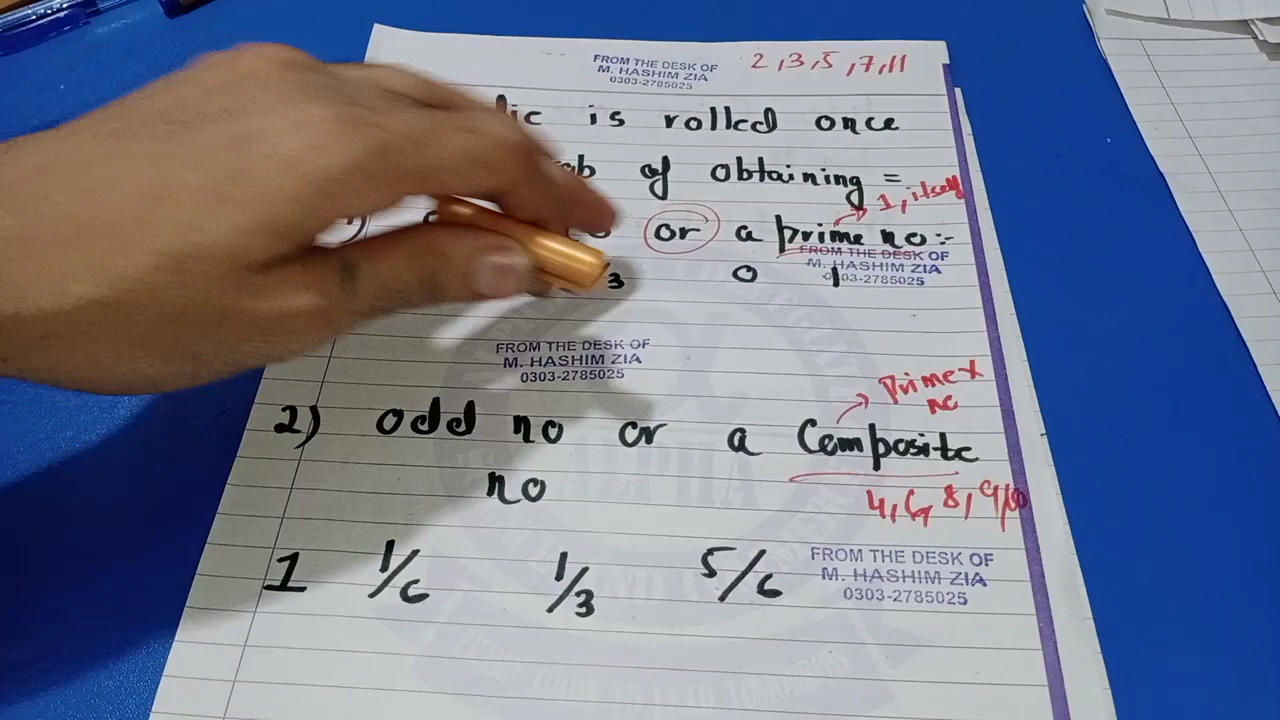 FROM THE DESK OF
M. HASHIM ZIA
0303-2785025
2,3,5,7,11
is rolled once
of obtaining =
1, itself
or a prime no:-
FROM THE DESK OF
M. HASHIM ZIA
03-2785025
3 0 1
FROM THE DESK OF
M. HASHIM ZIA
0303-2785025
Prime x
no
2) odd no or a Composite
no
4, 6, 8, 9,10
1 1/6 1/3 5/6
FROM THE DESK OF
M. HASHIM ZIA
0303-2785025